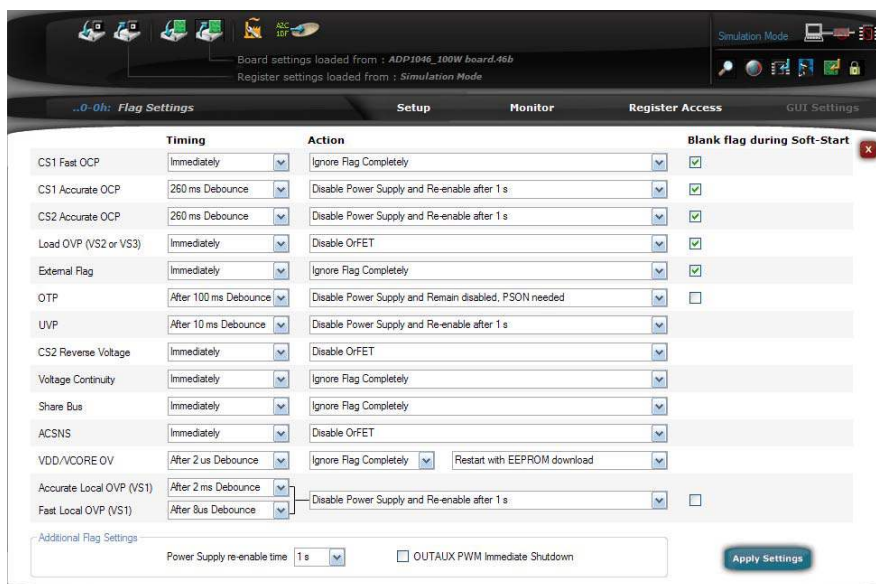 A2C
1DF
Simulation Mode
Board settings loaded from : ADP1046_100W board.46b
Register settings loaded from : Simulation Mode
..0-0h: Flag Settings Setup Monitor Register Access GUI Settings
Timing Action Blank flag during Soft-Start
X
CS1 Fast OCP Immediately Ignore Flag Completely
CS1 Accurate OCP 260 ms Debounce Disable Power Supply and Re-enable after 1 s
CS2 Accurate OCP 260 ms Debounce Disable Power Supply and Re-enable after 1 s
Load OVP (VS2 or VS3) Immediately Disable OrFET
External Flag Immediately Ignore Flag Completely
OTP After 100 ms Debounce Disable Power Supply and Remain disabled, PSON needed
UVP After 10 ms Debounce Disable Power Supply and Re-enable after 1 s
CS2 Reverse Voltage Immediately Disable OrFET
Voltage Continuity Immediately Ignore Flag Completely
Share Bus Immediately Ignore Flag Completely
ACSNS Immediately Disable OrFET
VDD/VCORE OV After 2 us Debounce Ignore Flag Completely Restart with EEPROM download
Accurate Local OVP (VS1) After 2 ms Debounce
Disable Power Supply and Re-enable after 1 s
Fast Local OVP (VS1) After 8us Debounce
Additional Flag Settings
Power Supply re-enable time 1 s OUTAUX PWM Immediate Shutdown
Apply Settings